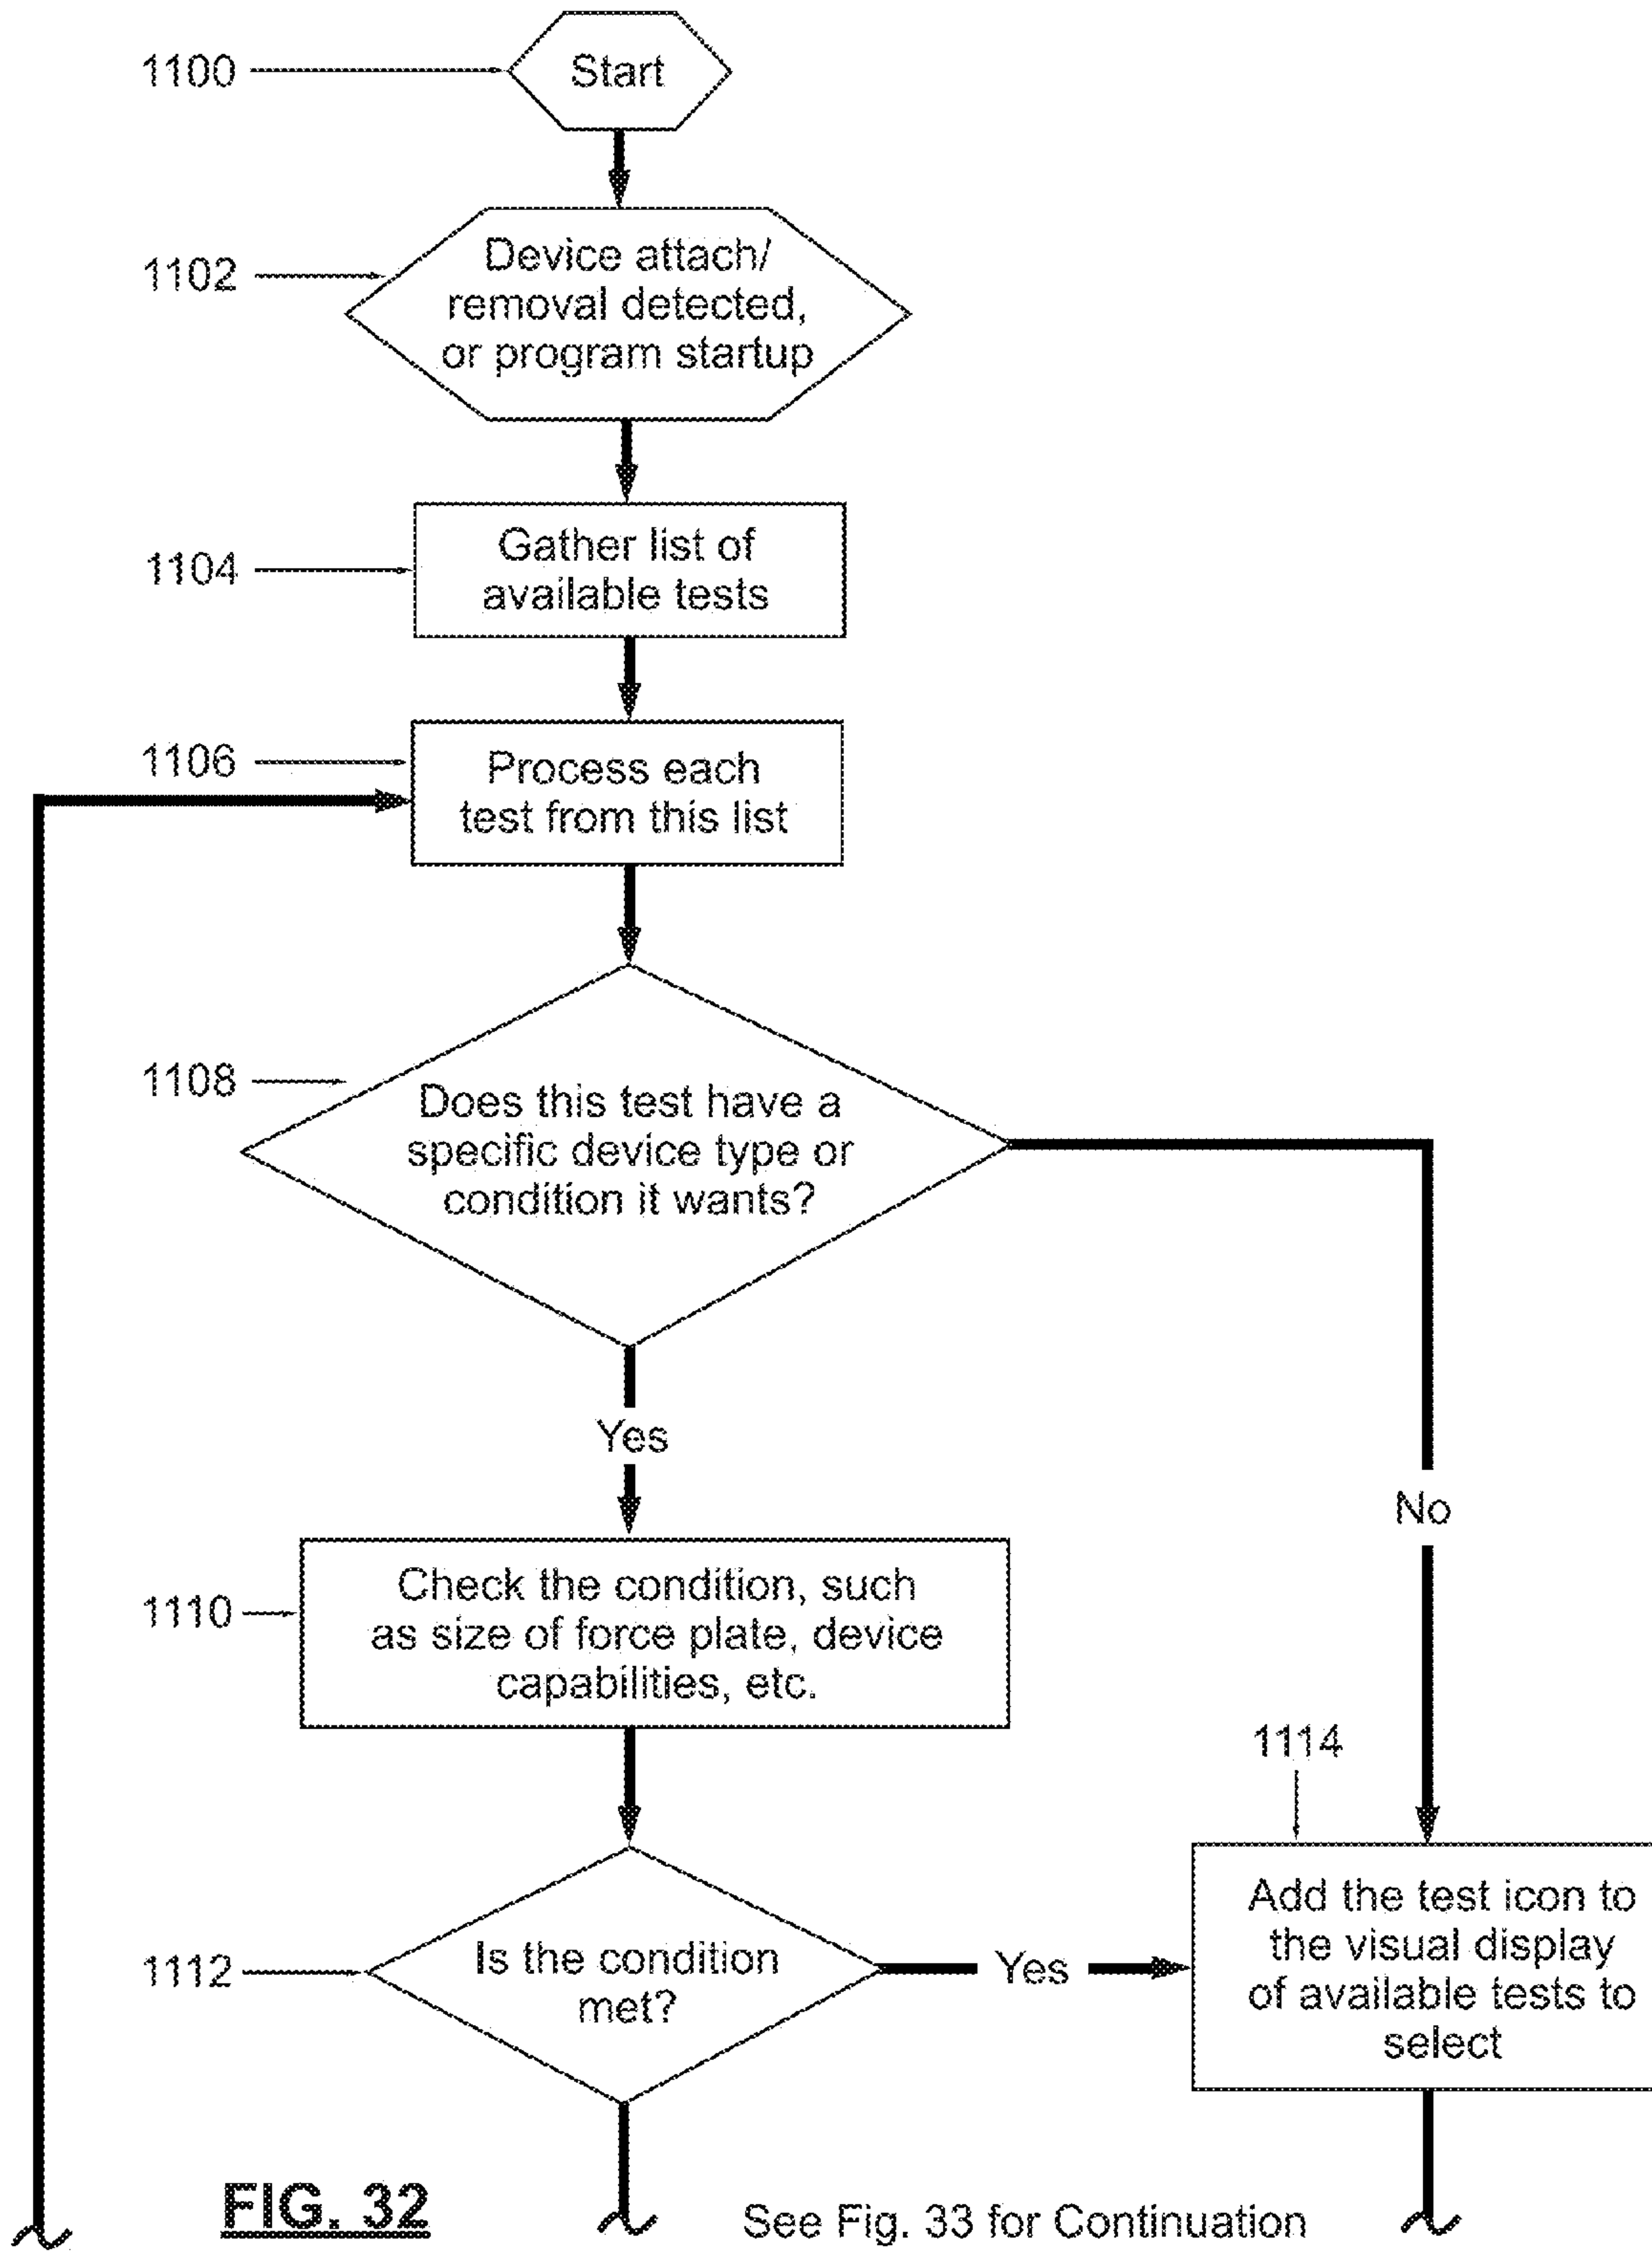 1100
Start
1102
Device attach/
removal detected,
or program startup
1104
Gather list of
available tests
1106
Process each
test from this list
1108
Does this test have a
specific device type or
condition it wants?
Yes
No
1110
Check the condition, such
as size of force plate, device
capabilities, etc.
1114
1112
Is the condition
met?
Yes
Add the test icon to
the visual display
of available tests to
select
FIG. 32
See Fig. 33 for Continuation